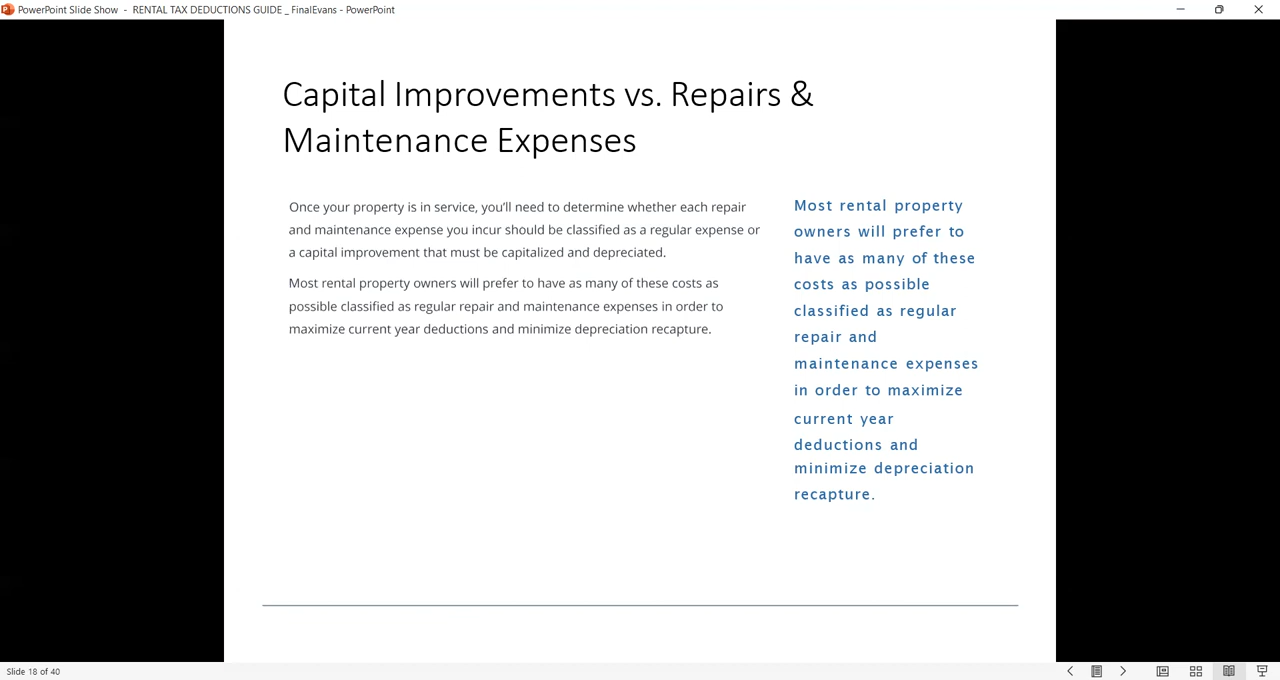 PowerPoint Slide Show - RENTAL TAX DEDUCTIONS GUIDE _ FinalEvans - PowerPoint
Capital Improvements vs. Repairs &
Maintenance Expenses
Once your property is in service, you'll need to determine whether each repair
and maintenance expense you incur should be classified as a regular expense or
a capital improvement that must be capitalized and depreciated.
Most rental property owners will prefer to have as many of these costs as
possible classified as regular repair and maintenance expenses in order to
maximize current year deductions and minimize depreciation recapture.
Most rental property
owners will prefer to
have as many of these
costs as possible
classified as regular
repair and
maintenance expenses
in order to maximize
current year
deductions and
minimize depreciation
recapture.
Slide 18 of 40